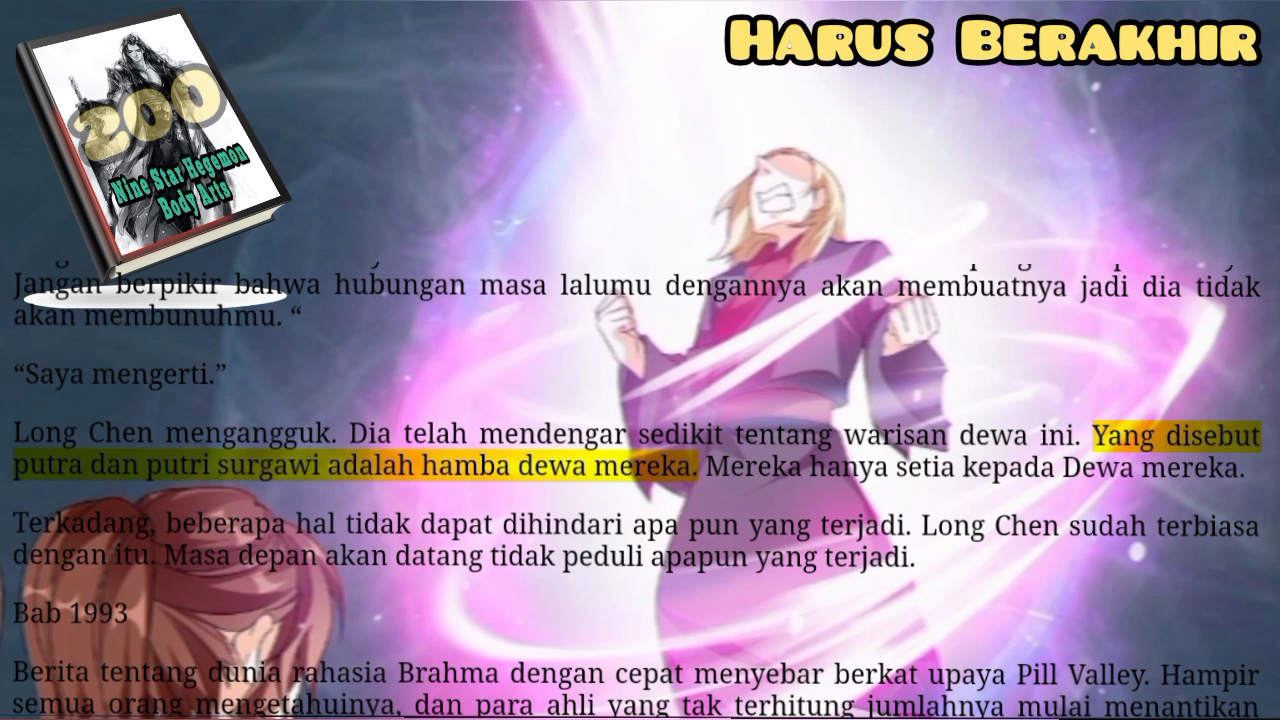 HARUS BERAKHIR
200
Nine Star Hegemon
Body Arts
Jangan berpikir bahwa hubungan masa lalumu dengannya akan membuatnya jadi dia tidak
akan membunuhmu. “
“Saya mengerti.”
Long Chen mengangguk. Dia telah mendengar sedikit tentang warisan dewa ini. Yang disebut
putra dan putri surgawi adalah hamba dewa mereka. Mereka hanya setia kepada Dewa mereka.
Terkadang, beberapa hal tidak dapat dihindari apa pun yang terjadi. Long Chen sudah terbiasa
dengan itu. Masa depan akan datang tidak peduli apapun yang terjadi.
Bab 1993
Berita tentang dunia rahasia Brahma dengan cepat menyebar berkat upaya Pill Valley. Hampir
semua orang mengetahuinya, dan para ahli yang tak terhitung jumlahnya mulai menantikan